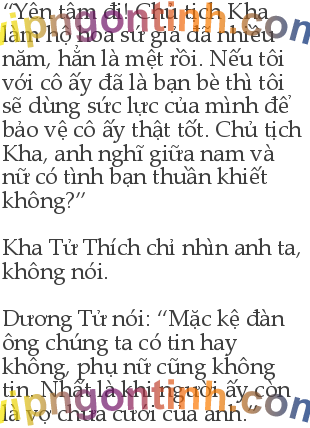 “Yên tâm đi! Chủ tịch Kha
làm hộ hoa sứ giả đã nhiều
năm, hẳn là mệt rồi. Nếu tôi
với cô ấy đã là bạn bè thì tôi
sẽ dùng sức lực của mình để
bảo vệ cô ấy thật tốt. Chủ tịch
Kha, anh nghĩ giữa nam và
nữ có tình bạn thuần khiết
không?”
Kha Tử Thích chỉ nhìn anh ta,
không nói.
Dương Tử nói: “Mặc kệ đàn
ông chúng ta có tin hay
không, phụ nữ cũng không
tin. Nhất là khi người ấy còn
là vợ chưa cưới của anh.”
vipngontinh.com
vipngontinh.com